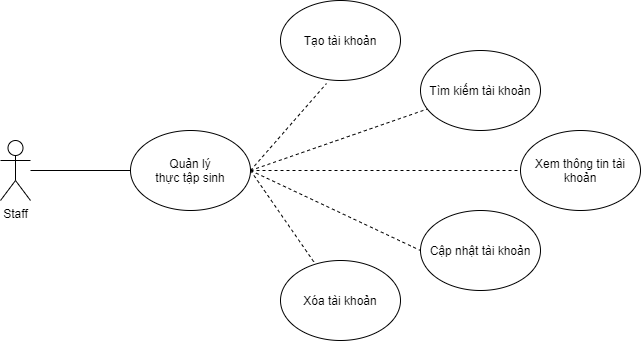 Tạo tài khoản
Tìm kiếm tài khoản
Quản lý
thực tập sinh
Xem thông tin tài
khoản
Staff
Cập nhật tài khoản
Xóa tài khoản